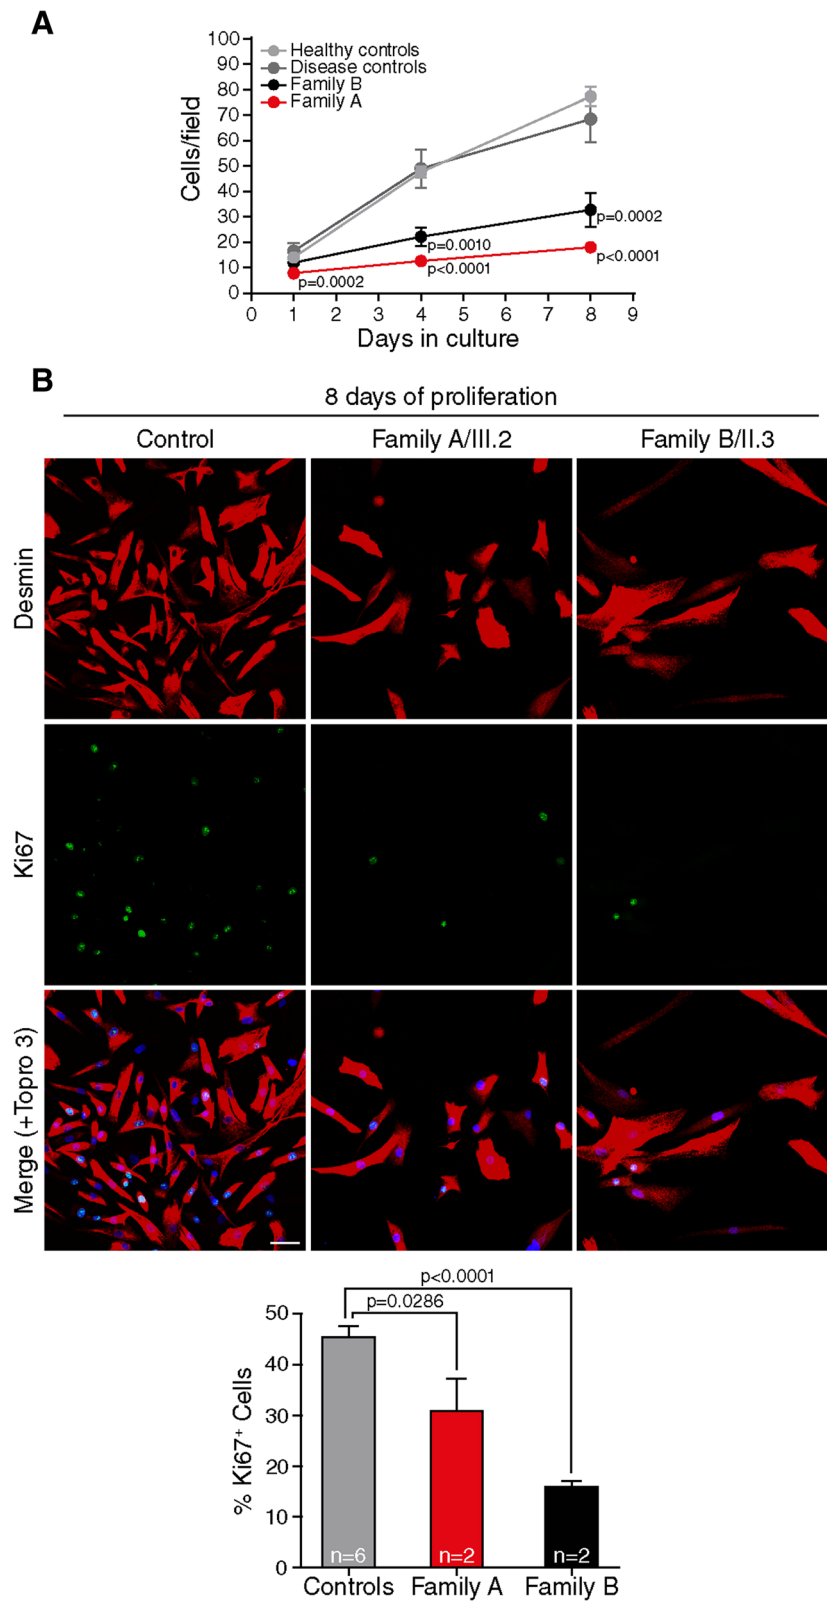 A
100
90
80
70
60
50
40
30
20
10
0
Cells/field
Healthy controls
Disease controls
Family B
Family A
p=0.0002
p=0.0010
p<0.0001
p=0.0002
p<0.0001
0 1 2 3 4 5 6 7 8 9
Days in culture
B
8 days of proliferation
Control Family A/III.2 Family B/II.3
Desmin
Ki67
Merge (+Topro 3)
p<0.0001
p=0.0286
50
40
30
20
10
0
% Ki67+ Cells
n=6 n=2 n=2
Controls Family A Family B